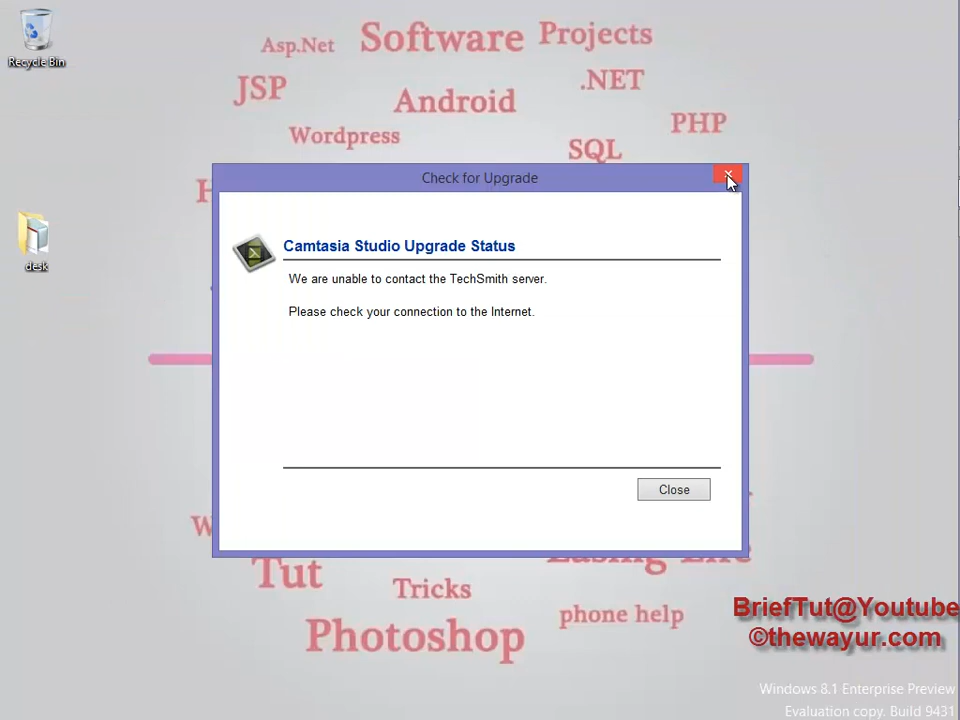 Recycle Bin
Asp.Net Software Projects
JSP
.NET
Android
PHP
Wordpress
SQL
Check for Upgrade
desk
Camtasia Studio Upgrade Status
We are unable to contact the TechSmith server.
Please check your connection to the Internet.
Close
Tut
Tricks
phone help
Photoshop
BriefTut@Youtube
©thewayur.com
Windows 8.1 Enterprise Preview
Evaluation copy. Build 9431